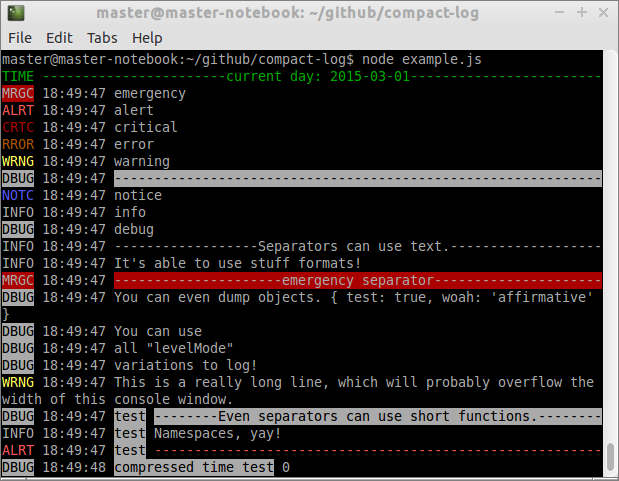 master@master-notebook: ~/github/compact-log
File Edit Tabs Help
master@master-notebook:~/github/compact-log$ node example.js
TIME -----------------------current day: 2015-03-01------------------------
MRGC 18:49:47 emergency
ALRT 18:49:47 alert
CRTC 18:49:47 critical
RROR 18:49:47 error
WRNG 18:49:47 warning
DBUG 18:49:47 -------------------------------------------------------------
NOTC 18:49:47 notice
INFO 18:49:47 info
DBUG 18:49:47 debug
INFO 18:49:47 ------------------Separators can use text.-------------------
INFO 18:49:47 It's able to use stuff formats!
MRGC 18:49:47 ---------------------emergency separator---------------------
DBUG 18:49:47 You can even dump objects. { test: true, woah: 'affirmative'
}
DBUG 18:49:47 You can use
DBUG 18:49:47 all "levelMode"
DBUG 18:49:47 variations to log!
WRNG 18:49:47 This is a really long line, which will probably overflow the
width of this console window.
DBUG 18:49:47 test --------Even separators can use short functions.--------
INFO 18:49:47 test Namespaces, yay!
ALRT 18:49:47 test --------------------------------------------------------
DBUG 18:49:48 compressed time test 0